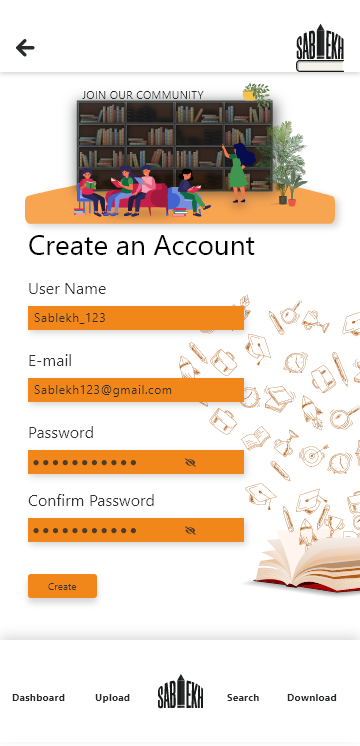 SABLEKH
JOIN OUR COMMUNITY
Create an Account
User Name
Sablekh_123
E-mail
Sablekh123@gmail.com
Password
●●●●●●●●●●●
Confirm Password
●●●●●●●●●●●
Create
Dashboard Upload SABLEKH Search Download